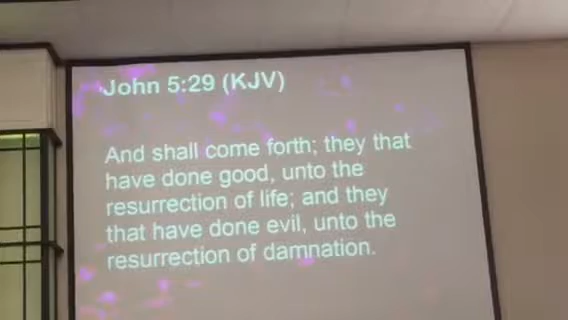 John 5:29 (KJV)
And shall come forth; they that
have done good, unto the
resurrection of life; and they
that have done evil, unto the
resurrection of damnation.